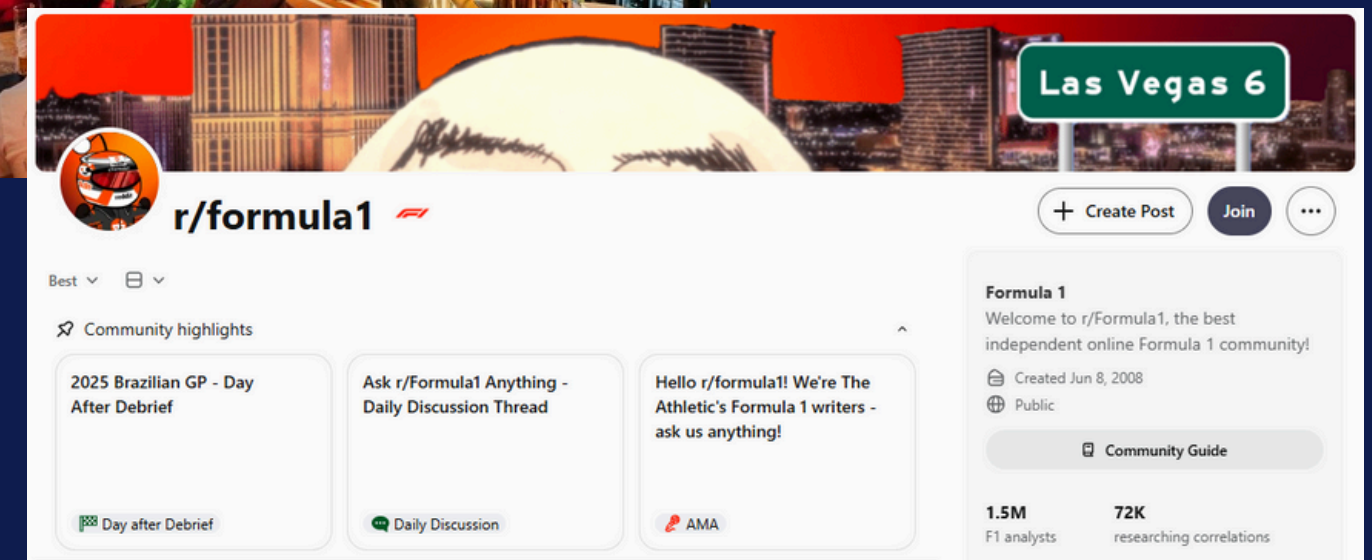 Las Vegas 6
r/formula1
Create Post
Join
Best
Community highlights
2025 Brazilian GP - Day
After Debrief
Day after Debrief
Ask r/Formula1 Anything -
Daily Discussion Thread
Daily Discussion
Hello r/formula1! We're The
Athletic's Formula 1 writers -
ask us anything!
AMA
Formula 1
Welcome to r/Formula1, the best
independent online Formula 1 community!
Created Jun 8, 2008
Public
Community Guide
1.5M
F1 analysts
72K
researching correlations